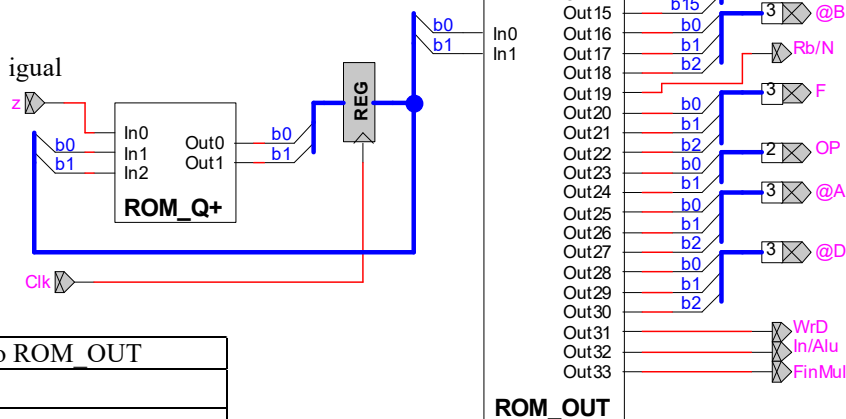 igual
z
In0
In1
In2
b0
b1
Out0
Out1
b0
b1
ROM_Q+
REG
Clk
b0
b1
In0
In1
Out15
Out16
Out17
Out18
Out19
Out20
Out21
Out22
Out23
Out24
Out25
Out26
Out27
Out28
Out29
Out30
Out31
Out32
Out33
ROM_OUT
b15
b0
b1
b2
b0
b1
b2
b0
b1
b0
b1
b2
b0
b1
b2
3 @B
Rb/N
3 F
2 OP
3 @A
3 @D
WrD
In/Alu
FinMul
o ROM_OUT